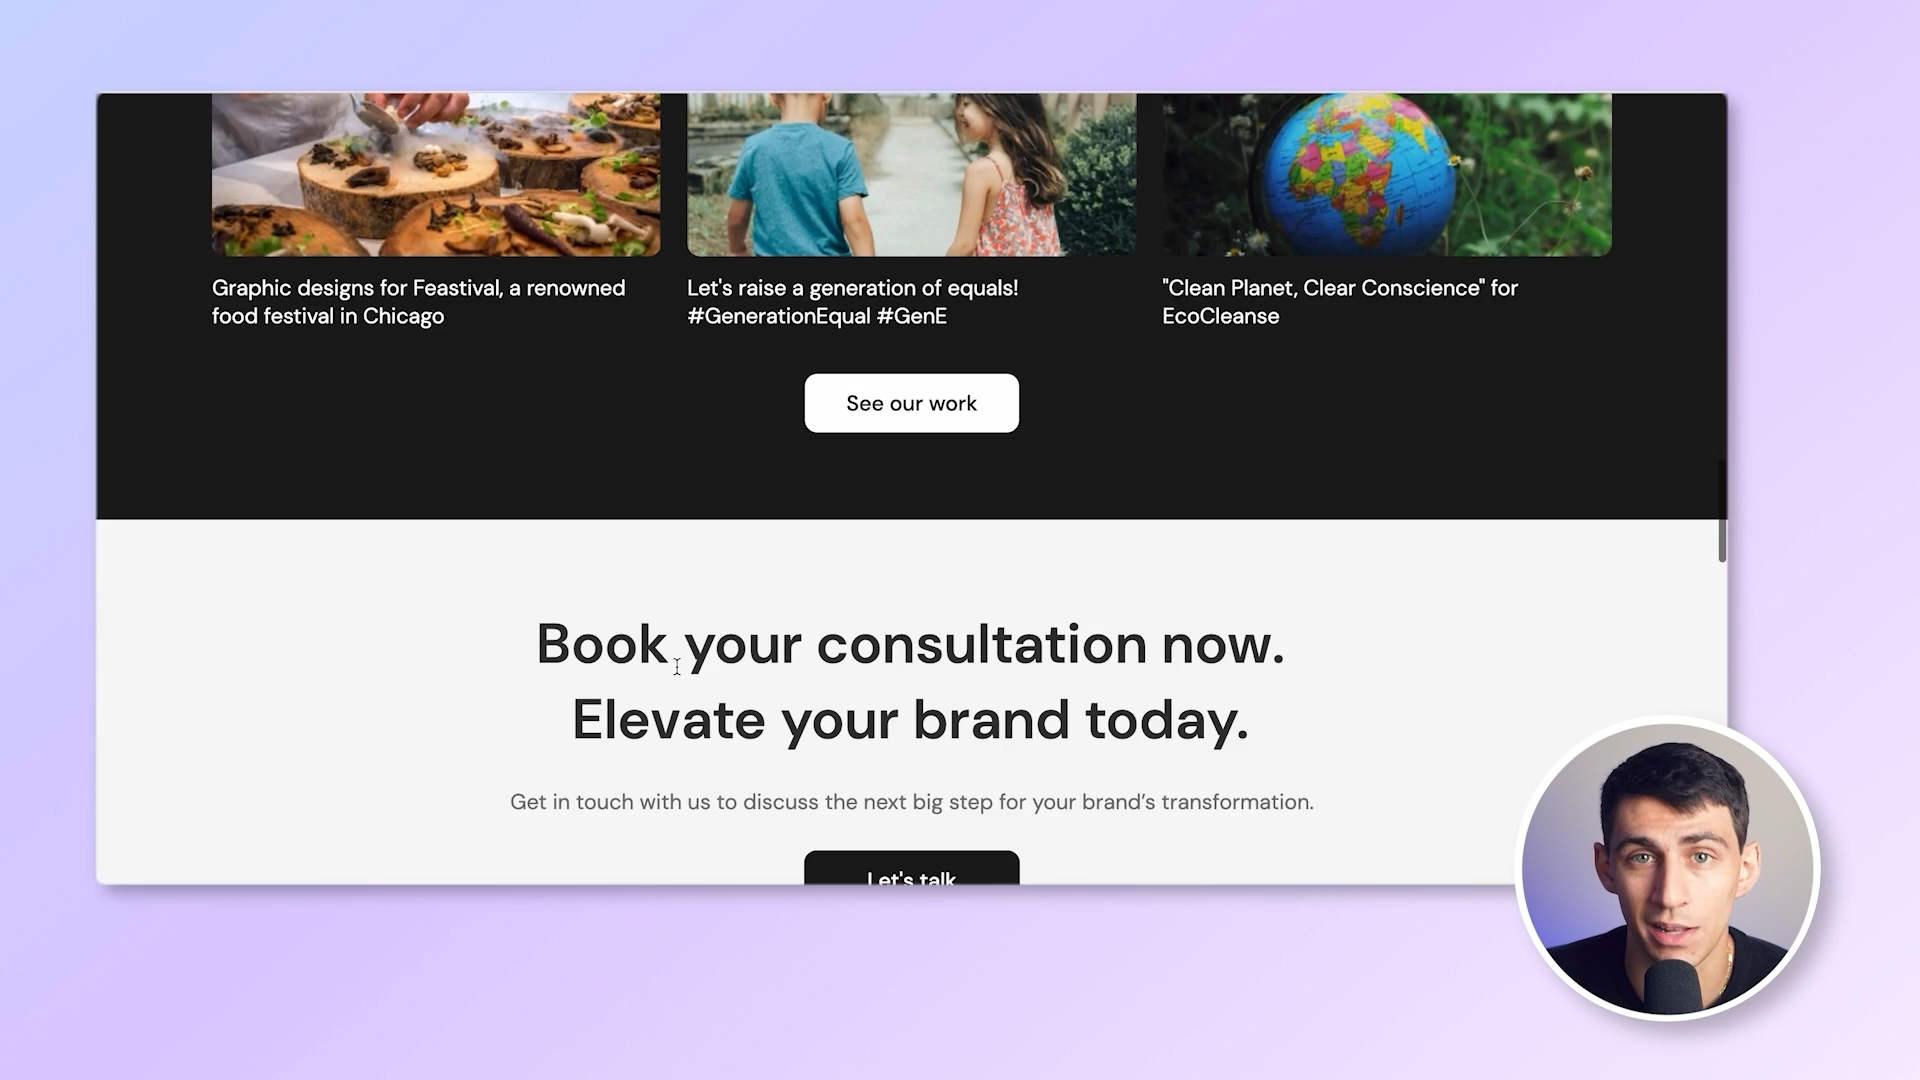 Graphic designs for Feastival, a renowned
food festival in Chicago
Let's raise a generation of equals!
#GenerationEqual #GenE
"Clean Planet, Clear Conscience" for
EcoCleanse
See our work
Book your consultation now.
Elevate your brand today.
Get in touch with us to discuss the next big step for your brand’s transformation.
Let's talk